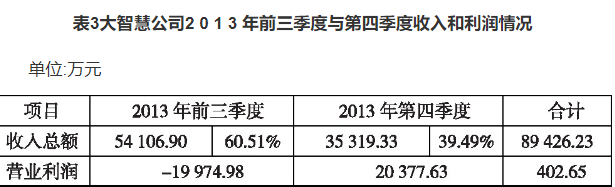 表3大智慧公司2 0 1 3 年前三季度与第四季度收入和利润情况
单位:万元
项目 2013 年前三季度 2013 年第四季度 合计
收入总额 54 106.90 60.51% 35 319.33 39.49% 89 426.23
营业利润 –19 974.98 20 377.63 402.65